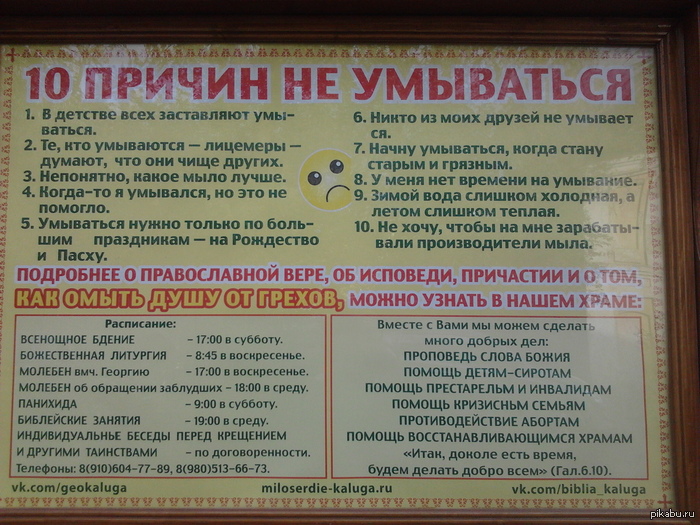 10 ПРИЧИН НЕ УМЫВАТЬСЯ
1. В детстве всех заставляют умы-
ваться.
2. Те, кто умываются — лицемеры —
думают, что они чище других.
3. Непонятно, какое мыло лучше.
4. Когда-то я умывался, но это не
помогло.
5. Умываться нужно только по боль-
шим праздникам — на Рождество
и Пасху.
6. Никто из моих друзей не умывает
ся.
7. Начну умываться, когда стану
старым и грязным.
8. У меня нет времени на умывание.
9. Зимой вода слишком холодная, а
летом слишком теплая.
10. Не хочу, чтобы на мне зарабаты-
вали производители мыла.
ПОДРОБНЕЕ О ПРАВОСЛАВНОЙ ВЕРЕ, ОБ ИСПОВЕДИ, ПРИЧАСТИИ И О ТОМ,
КАК ОМЫТЬ ДУШУ ОТ ГРЕХОВ, МОЖНО УЗНАТЬ В НАШЕМ ХРАМЕ:
Расписание:
ВСЕНОЩНОЕ БДЕНИЕ – 17:00 в субботу.
БОЖЕСТВЕННАЯ ЛИТУРГИЯ – 8:45 в воскресенье.
МОЛЕБЕН вмч. Георгию – 17:00 в воскресенье.
МОЛЕБЕН об обращении заблудших – 18:00 в среду.
ПАНИХИДА – 9:00 в субботу.
БИБЛЕЙСКИЕ ЗАНЯТИЯ – 19:00 в среду.
ИНДИВИДУАЛЬНЫЕ БЕСЕДЫ ПЕРЕД КРЕЩЕНИЕМ
И ДРУГИМИ ТАИНСТВАМИ – по договоренности.
Телефоны: 8(910)604-77-89, 8(980)513-66-73.
Вместе с Вами мы можем сделать
много добрых дел:
ПРОПОВЕДЬ СЛОВА БОЖИЯ
ПОМОЩЬ ДЕТЯМ-СИРОТАМ
ПОМОЩЬ ПРЕСТАРЕЛЫМ И ИНВАЛИДАМ
ПОМОЩЬ КРИЗИСНЫМ СЕМЬЯМ
ПРОТИВОДЕЙСТВИЕ АБОРТАМ
ПОМОЩЬ ВОССТАНАВЛИВАЮЩИМСЯ ХРАМАМ
«Итак, доколе есть время,
будем делать добро всем» (Гал.6.10).
vk.com/geokaluga miloserdie-kaluga.ru vk.com/biblia_kaluga
pikabu.ru